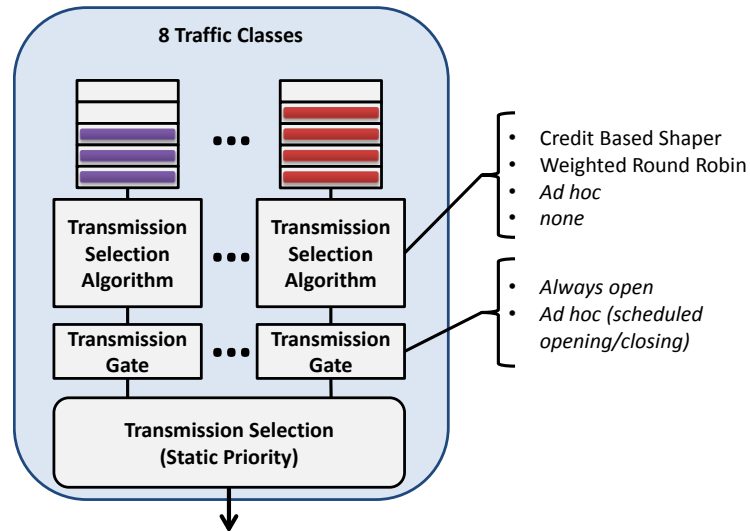 8 Traffic Classes
...
...
Transmission
Selection
Algorithm
...
Transmission
Selection
Algorithm
Transmission
Gate
...
Transmission
Gate
Transmission Selection
(Static Priority)
• Credit Based Shaper
• Weighted Round Robin
• Ad hoc
• none
• Always open
• Ad hoc (scheduled
opening/closing)